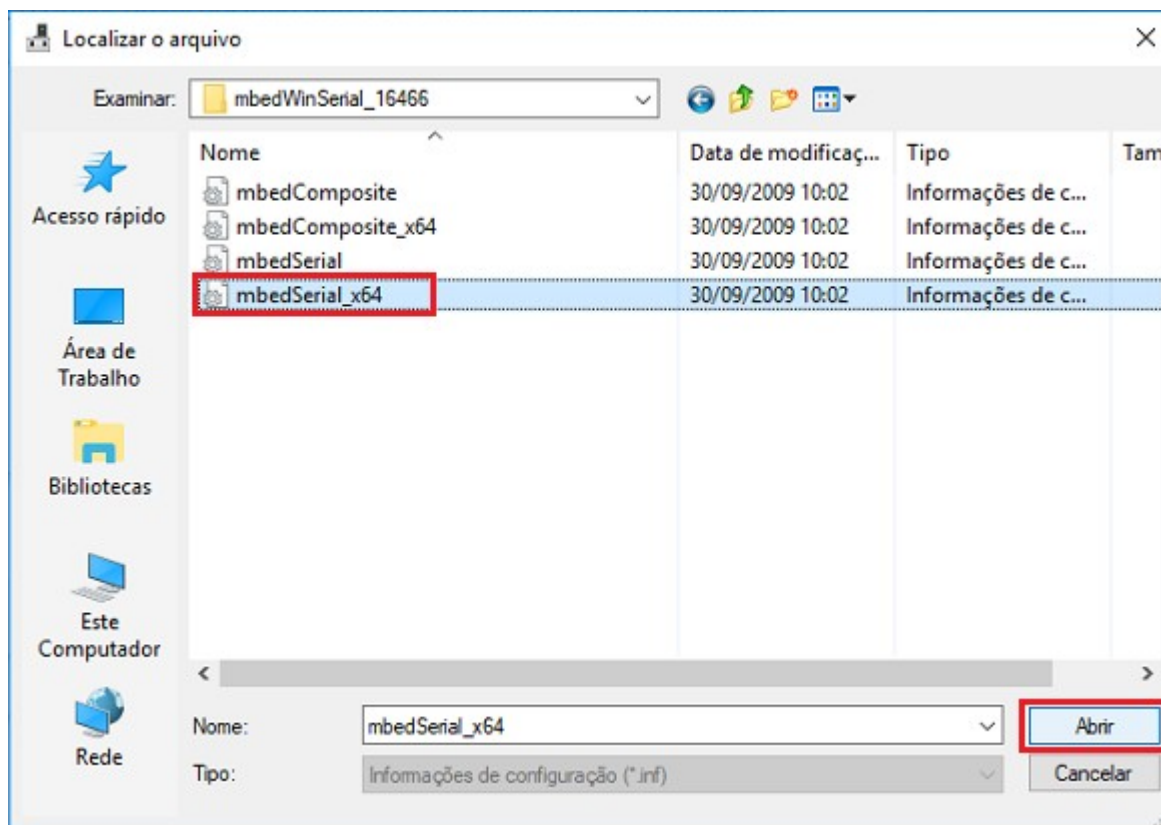 Localizar o arquivo
Examinar: mbedWinSerial_16466
Nome Data de modificaç... Tipo Tam
mbedComposite 30/09/2009 10:02 Informações de c...
mbedComposite_x64 30/09/2009 10:02 Informações de c...
mbedSerial 30/09/2009 10:02 Informações de c...
mbedSerial_x64 30/09/2009 10:02 Informações de c...
Acesso rápido
Área de
Trabalho
Bibliotecas
Este
Computador
Rede
Nome: mbedSerial_x64 Abrir
Tipo: Informações de configuração (*.inf) Cancelar